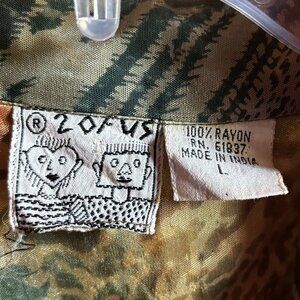 ® 2 OF US
100% RAYON
RN. 61837
MADE IN INDIA
L